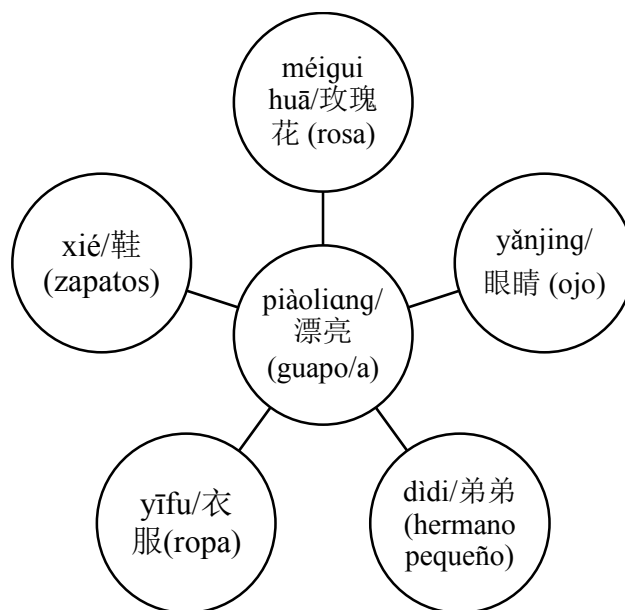 méigui
huā/玫瑰
花 (rosa)
xié/鞋
(zapatos)
yǎnjing/
眼睛 (ojo)
piàoliang/
漂亮
(guapo/a)
yīfu/衣
服(ropa)
dìdi/弟弟
(hermano
pequeño)